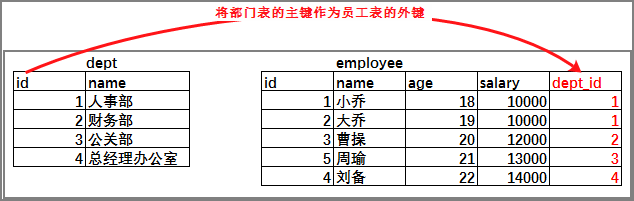 将部门表的主键作为员工表的外键
dept employee
id name id name age salary dept_id
1 人事部 1 小乔 18 10000 1
2 财务部 2 大乔 19 10000 1
3 公关部 3 曹操 20 12000 2
4 总经理办公室 5 周瑜 21 13000 3
4 刘备 22 14000 4